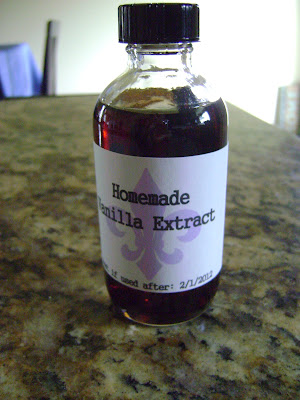 Homemade
Vanilla Extract
if used after: 2/1/2012